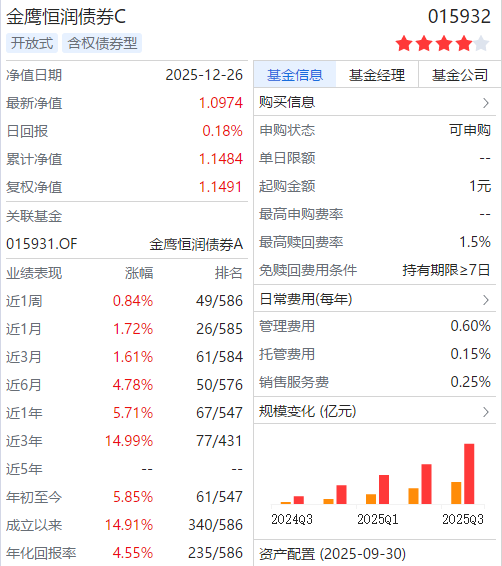 金鹰恒润债券C 015932
开放式 含权债券型
净值日期 2025-12-26
最新净值 1.0974
日回报 0.18%
累计净值 1.1484
复权净值 1.1491
关联基金
015931.OF 金鹰恒润债券A
业绩表现 涨幅 排名
近1周 0.84% 49/586
近1月 1.72% 26/585
近3月 1.61% 61/584
近6月 4.78% 50/576
近1年 5.71% 67/547
近3年 14.99% 77/431
近5年 -- --
年初至今 5.85% 61/547
成立以来 14.91% 340/586
年化回报率 4.55% 235/586
基金信息 基金经理 基金公司
购买信息
申购状态 可申购
单日限额 --
起购金额 1元
最高申购费率 --
最高赎回费率 1.5%
免赎回费用条件 持有期限≥7日
日常费用(每年)
管理费用 0.60%
托管费用 0.15%
销售服务费 0.25%
规模变化 (亿元)
2024Q3 2025Q1 2025Q3
资产配置 (2025-09-30)